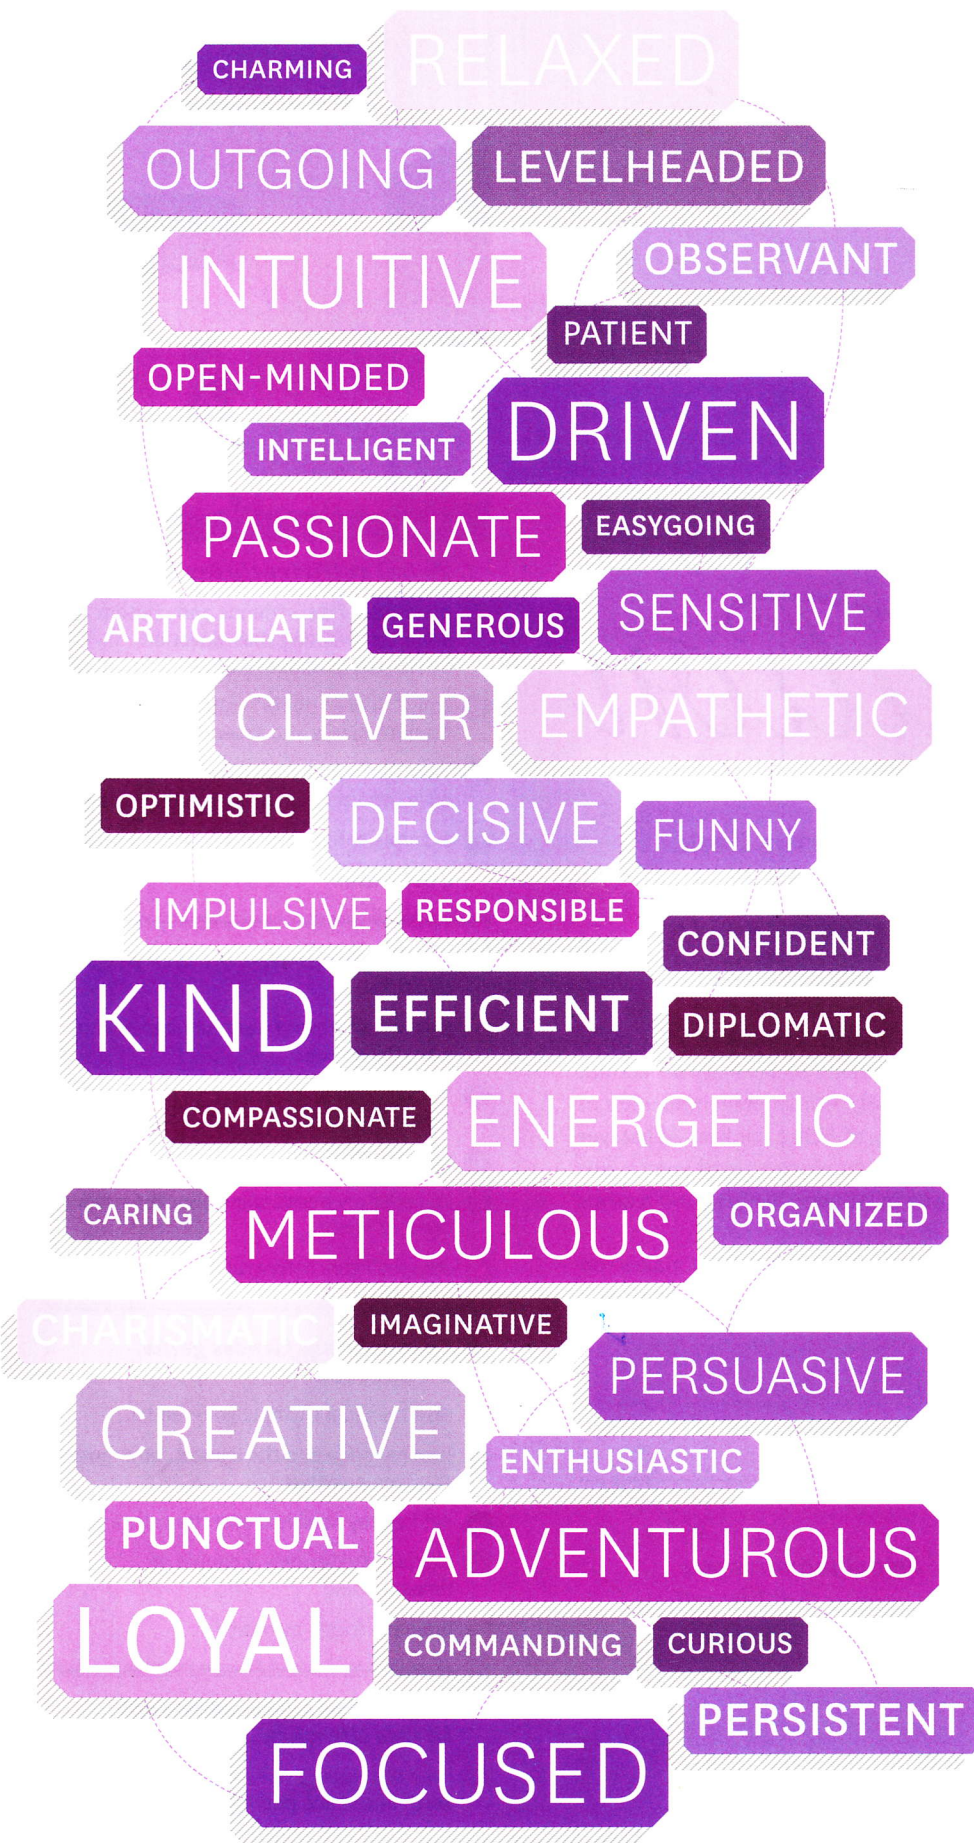 CHARMING
RELAXED
OUTGOING
LEVELHEADED
INTUITIVE
OBSERVANT
PATIENT
OPEN-MINDED
DRIVEN
INTELLIGENT
PASSIONATE
EASYGOING
ARTICULATE
GENEROUS
SENSITIVE
CLEVER
EMPATHETIC
OPTIMISTIC
DECISIVE
FUNNY
IMPULSIVE
RESPONSIBLE
CONFIDENT
KIND
EFFICIENT
DIPLOMATIC
COMPASSIONATE
ENERGETIC
CARING
METICULOUS
ORGANIZED
CHARISMATIC
IMAGINATIVE
PERSUASIVE
CREATIVE
ENTHUSIASTIC
PUNCTUAL
ADVENTUROUS
LOYAL
COMMANDING
CURIOUS
PERSISTENT
FOCUSED